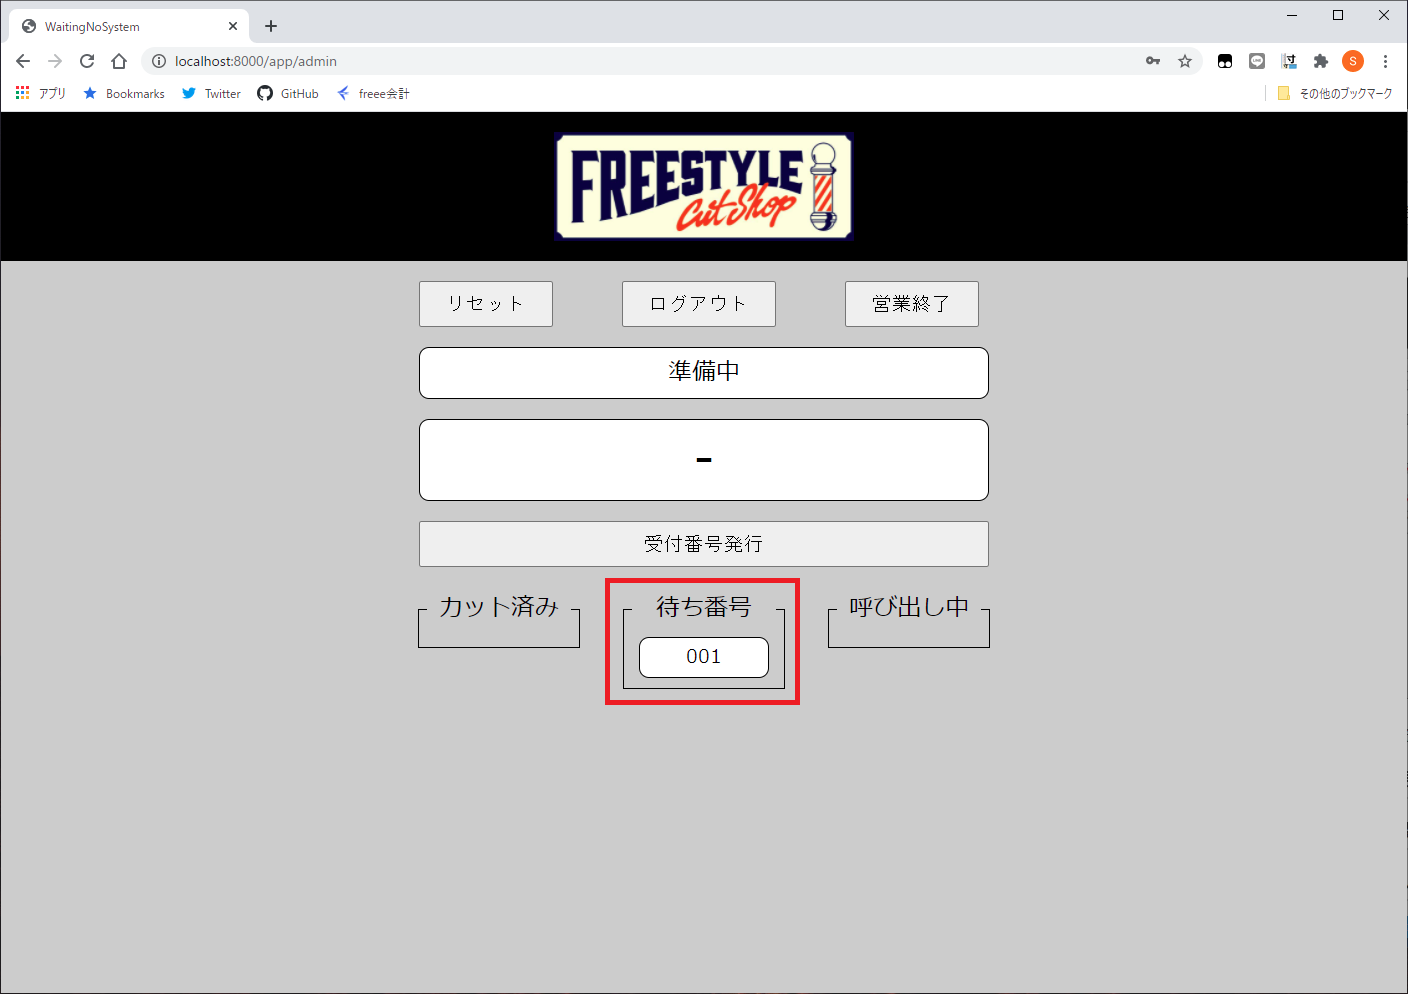 WaitingNoSystem
localhost:8000/app/admin
S
アプリ Bookmarks Twitter GitHub freee会計 その他のブックマーク
FREESTYLE
Cut Shop
リセット ログアウト 営業終了
準備中
-
受付番号発行
カット済み 待ち番号 呼び出し中
001